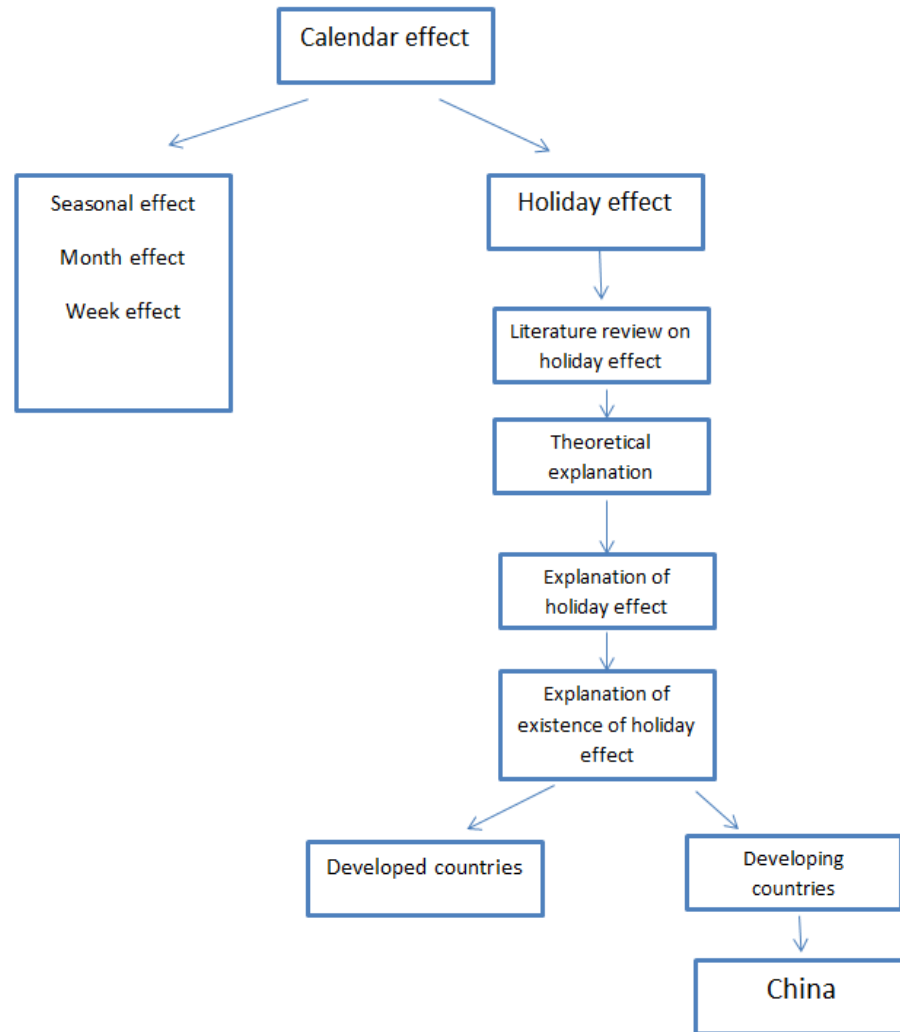 Calendar effect
Seasonal effect
Month effect
Week effect
Holiday effect
Literature review on
holiday effect
Theoretical
explanation
Explanation of
holiday effect
Explanation of
existence of holiday
effect
Developed countries
Developing
countries
China